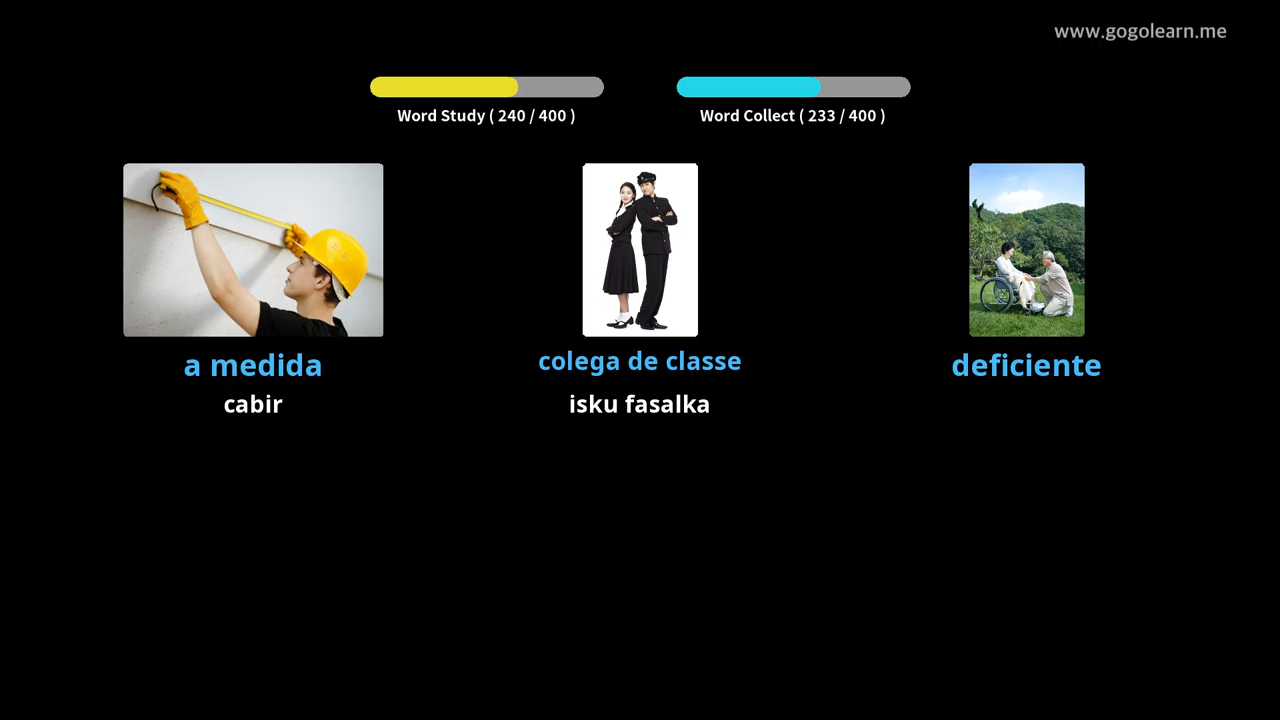 www.gogolearn.me
Word Study ( 240 / 400 )
Word Collect ( 233 / 400 )
a medida
colega de classe
deficiente
cabir
isku fasalka